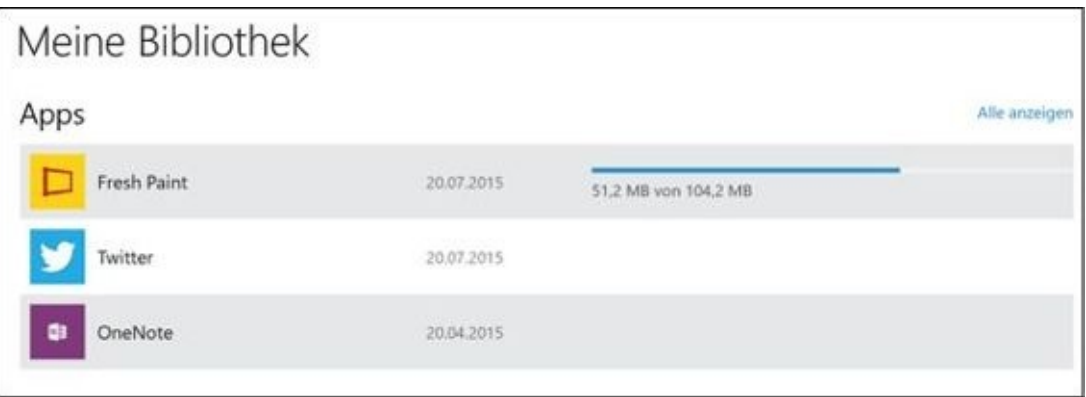 Meine Bibliothek
Apps
Alle anzeigen
Fresh Paint 20.07.2015 51,2 MB von 104,2 MB
Twitter 20.07.2015
OneNote 20.04.2015